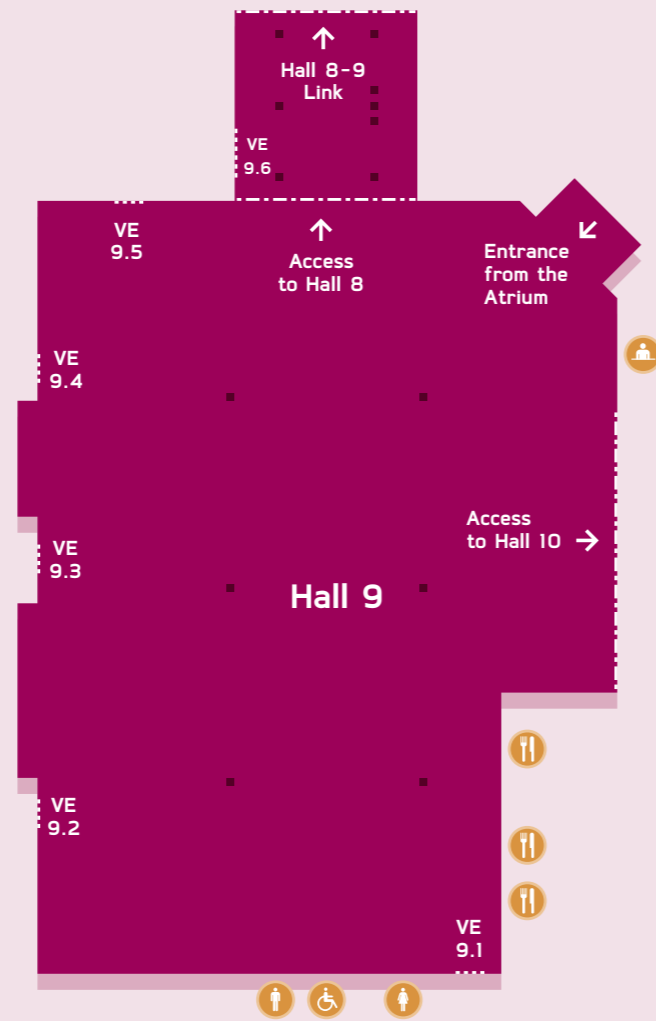 Hall 8-9
Link
VE
9.6
VE
9.5
Access
to Hall 8
Entrance
from the
Atrium
VE
9.4
Access
to Hall 10
VE
9.3
Hall 9
VE
9.2
VE
9.1